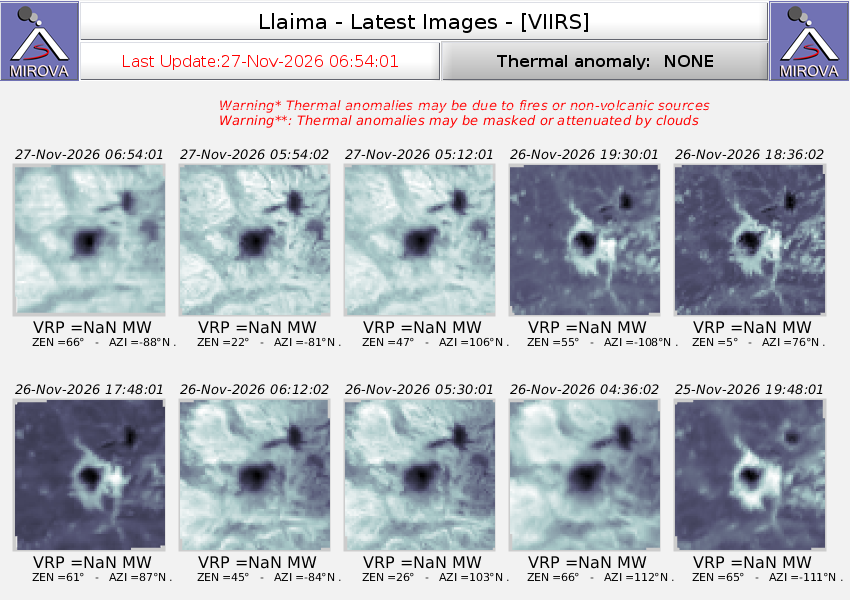 Llaima - Latest Images - [VIIRS]
MIROVA
MIROVA
Last Update:27-Nov-2026 06:54:01
Thermal anomaly: NONE
Warning* Thermal anomalies may be due to fires or non-volcanic sources
Warning**: Thermal anomalies may be masked or attenuated by clouds
27-Nov-2026 06:54:01 27-Nov-2026 05:54:02 27-Nov-2026 05:12:01 26-Nov-2026 19:30:01 26-Nov-2026 18:36:02
VRP =NaN MW VRP =NaN MW VRP =NaN MW VRP =NaN MW VRP =NaN MW
ZEN =66° - AZI =-88°N . ZEN =22° - AZI =-81°N . ZEN =47° - AZI =106°N . ZEN =55° - AZI =-108°N . ZEN =5° - AZI =76°N .
26-Nov-2026 17:48:01 26-Nov-2026 06:12:02 26-Nov-2026 05:30:01 26-Nov-2026 04:36:02 25-Nov-2026 19:48:01
VRP =NaN MW VRP =NaN MW VRP =NaN MW VRP =NaN MW VRP =NaN MW
ZEN =61° - AZI =87°N . ZEN =45° - AZI =-84°N . ZEN =26° - AZI =103°N . ZEN =66° - AZI =112°N . ZEN =65° - AZI =-111°N .